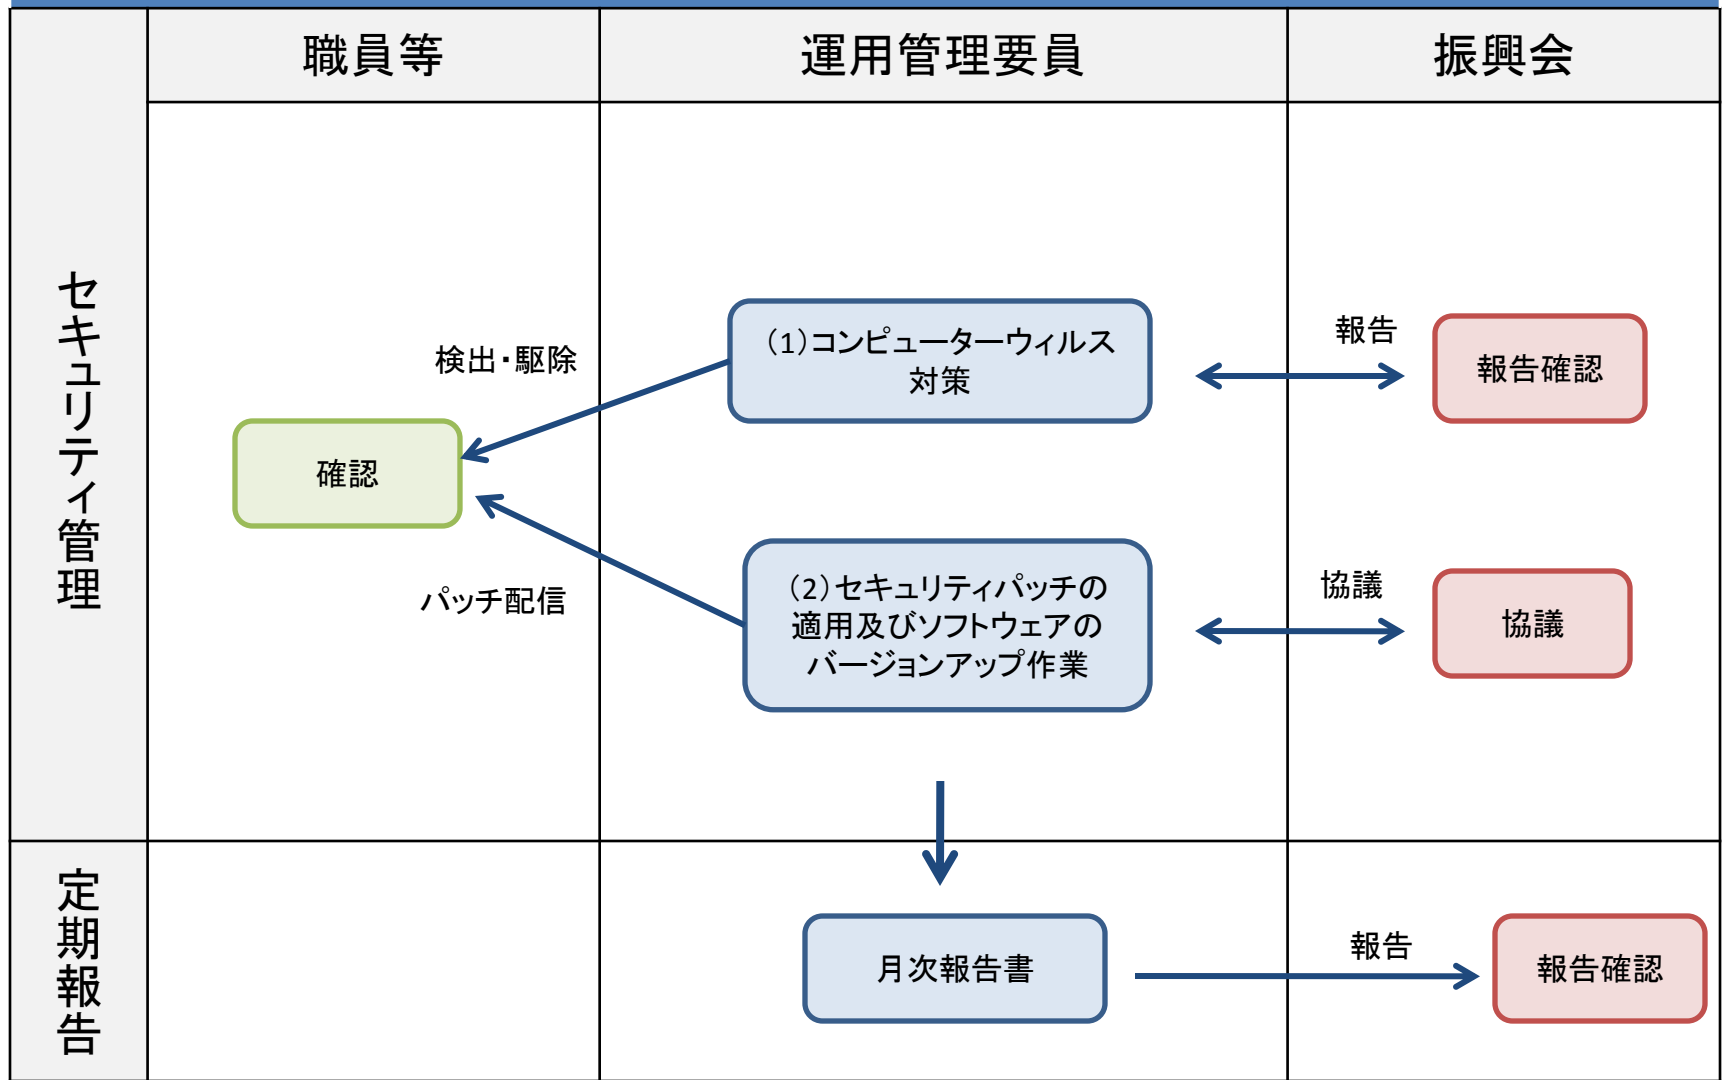 職員等
運用管理要員
振興会
セキュリティ管理
検出・駆除
（1）コンピューターウィルス
対策
報告
報告確認
確認
パッチ配信
（2）セキュリティパッチの
適用及びソフトウェアの
バージョンアップ作業
協議
協議
定期報告
月次報告書
報告
報告確認